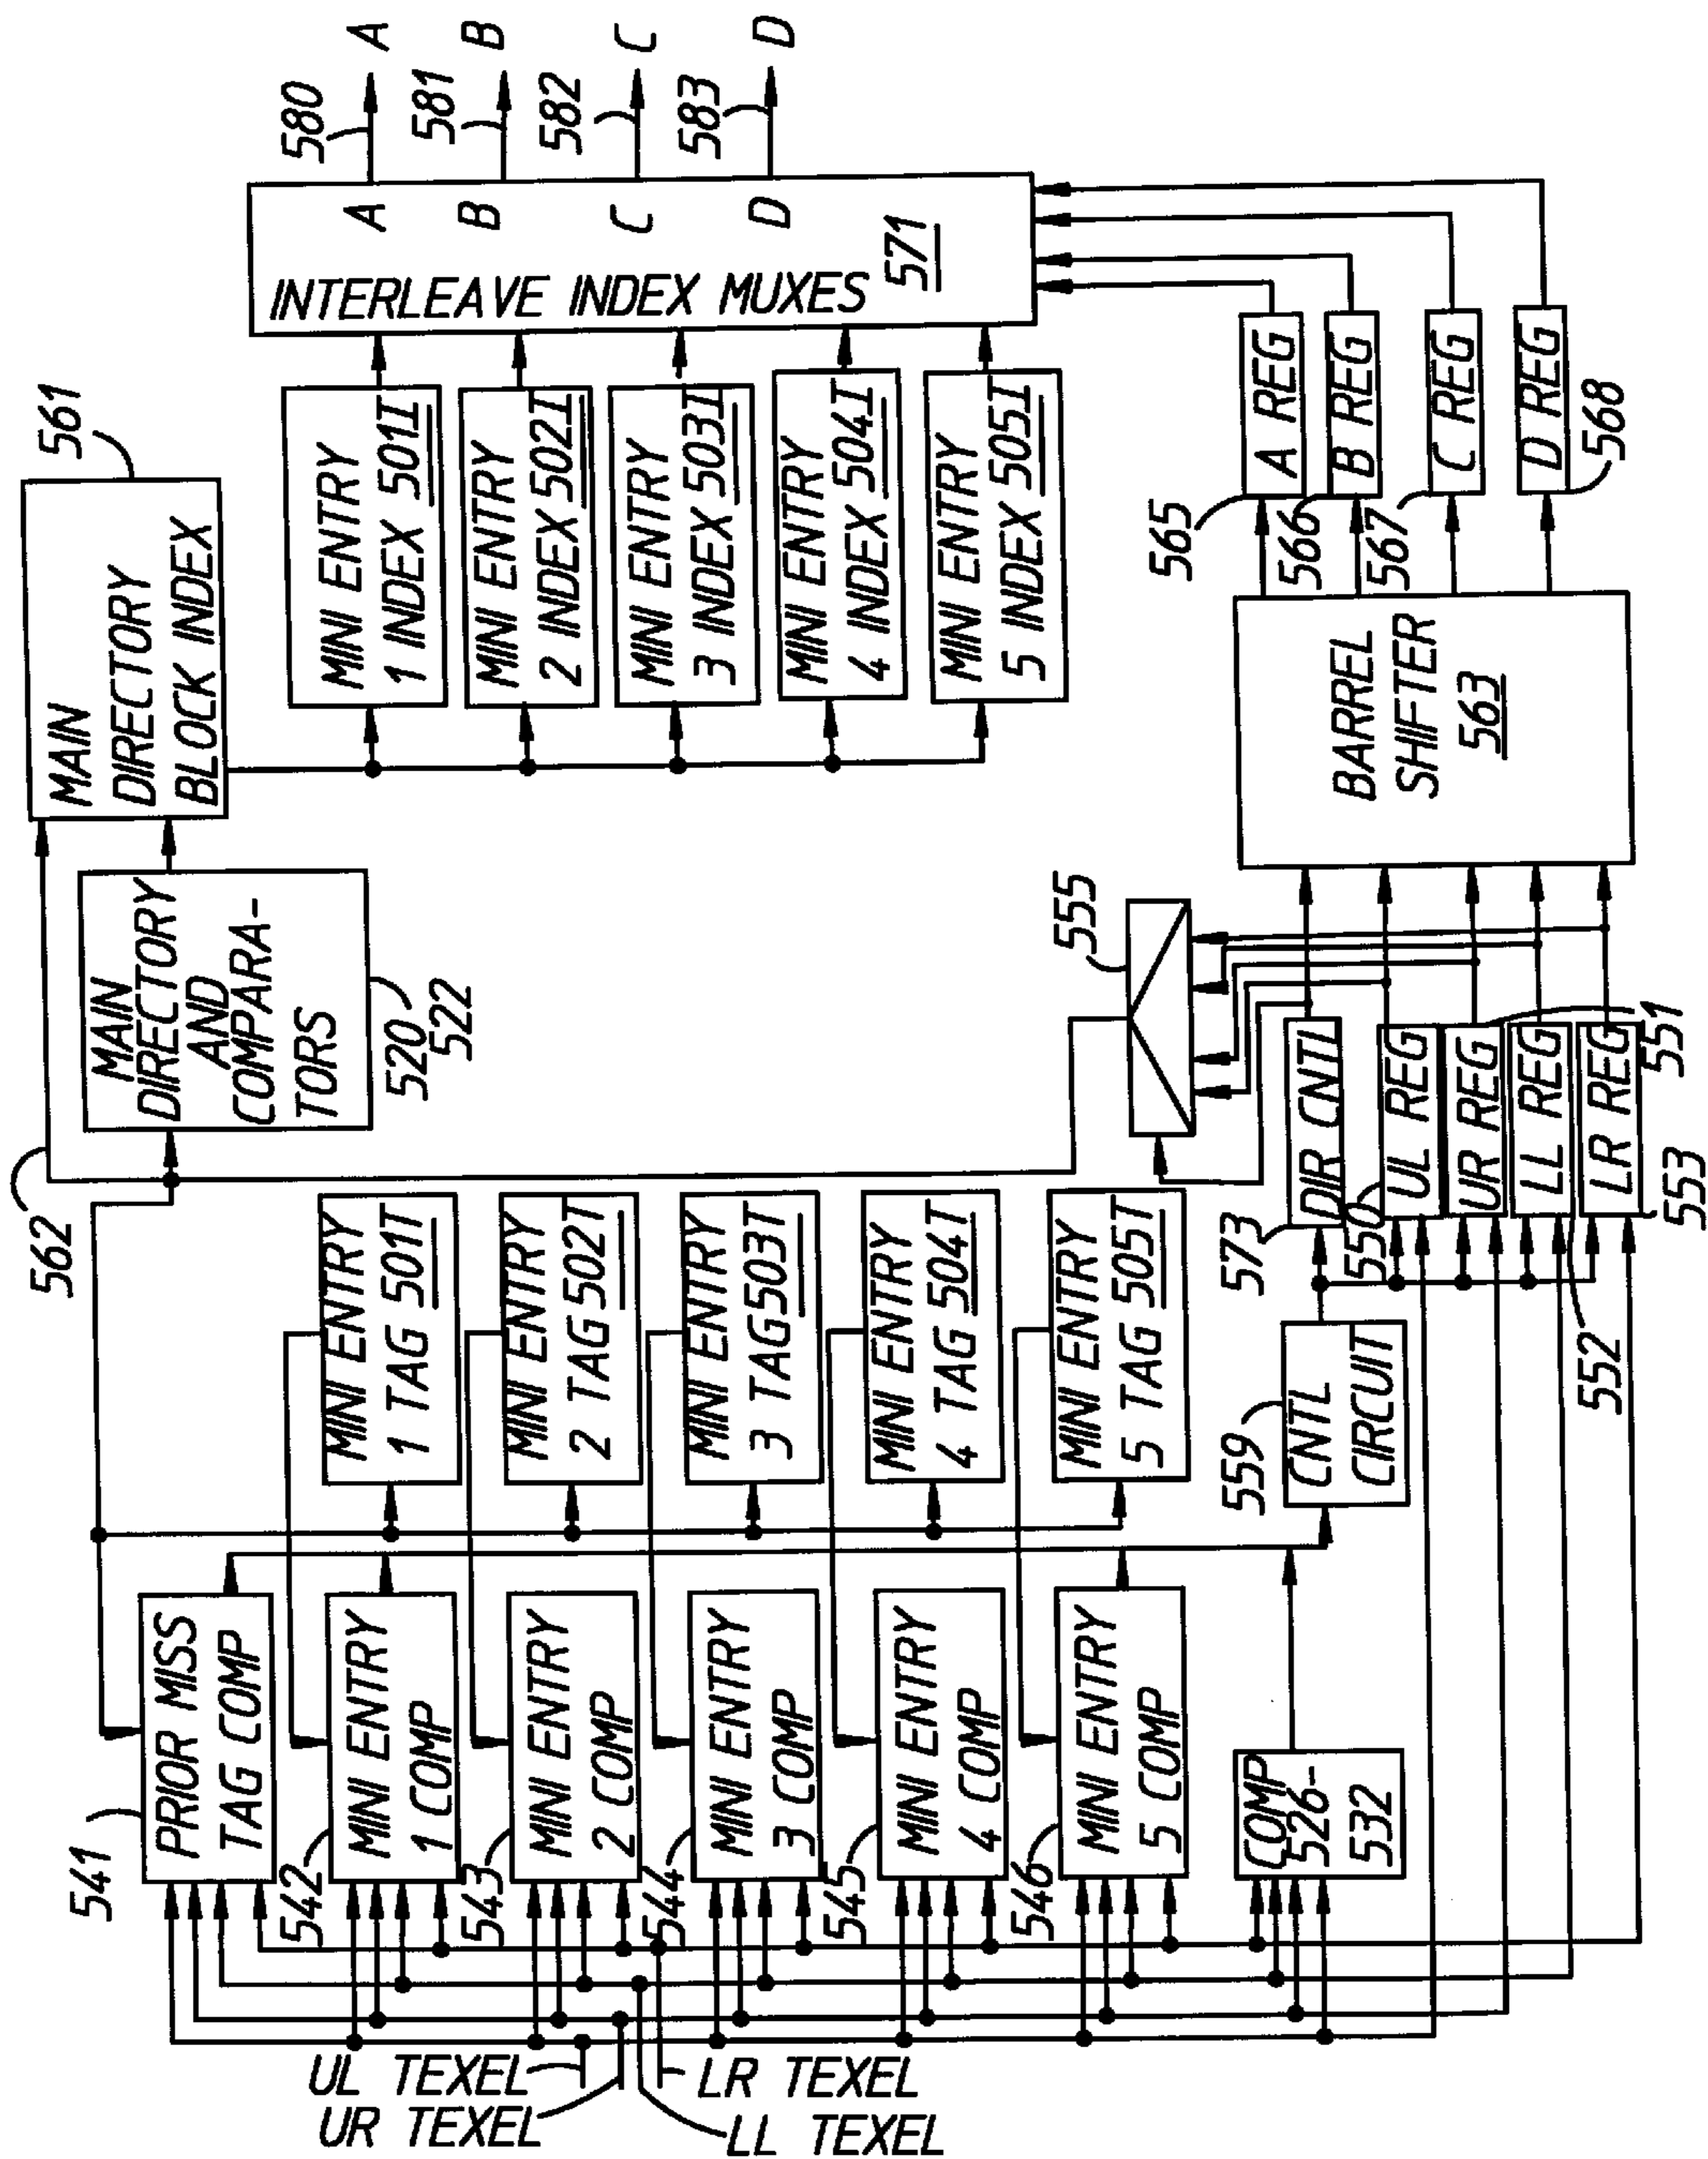 541
PRIOR MISS
TAG COMP
542
MINI ENTRY
1 COMP
543
MINI ENTRY
2 COMP
544
MINI ENTRY
3 COMP
545
MINI ENTRY
4 COMP
546
MINI ENTRY
5 COMP
COMP
526-
532
UL TEXEL
UR TEXEL
LR TEXEL
LL TEXEL
562
MINI ENTRY
1 TAG 501T
MINI ENTRY
2 TAG 502T
MINI ENTRY
3 TAG 503T
MINI ENTRY
4 TAG 504T
MINI ENTRY
5 TAG 505T
559
CNTL
CIRCUIT
MAIN
DIRECTORY
AND
COMPARA-
TORS
520
522
555
573
DIR CNTL
550
UL REG
UR REG
LL REG
LR REG
551
552
553
561
MAIN
DIRECTORY
BLOCK INDEX
MINI ENTRY
1 INDEX 501I
MINI ENTRY
2 INDEX 502I
MINI ENTRY
3 INDEX 503I
MINI ENTRY
4 INDEX 504I
MINI ENTRY
5 INDEX 505I
BARREL
SHIFTER
563
565
A REG
566
B REG
567
C REG
D REG
568
INTERLEAVE INDEX MUXES
571
A
B
C
D
580
A
581
B
582
C
583
D